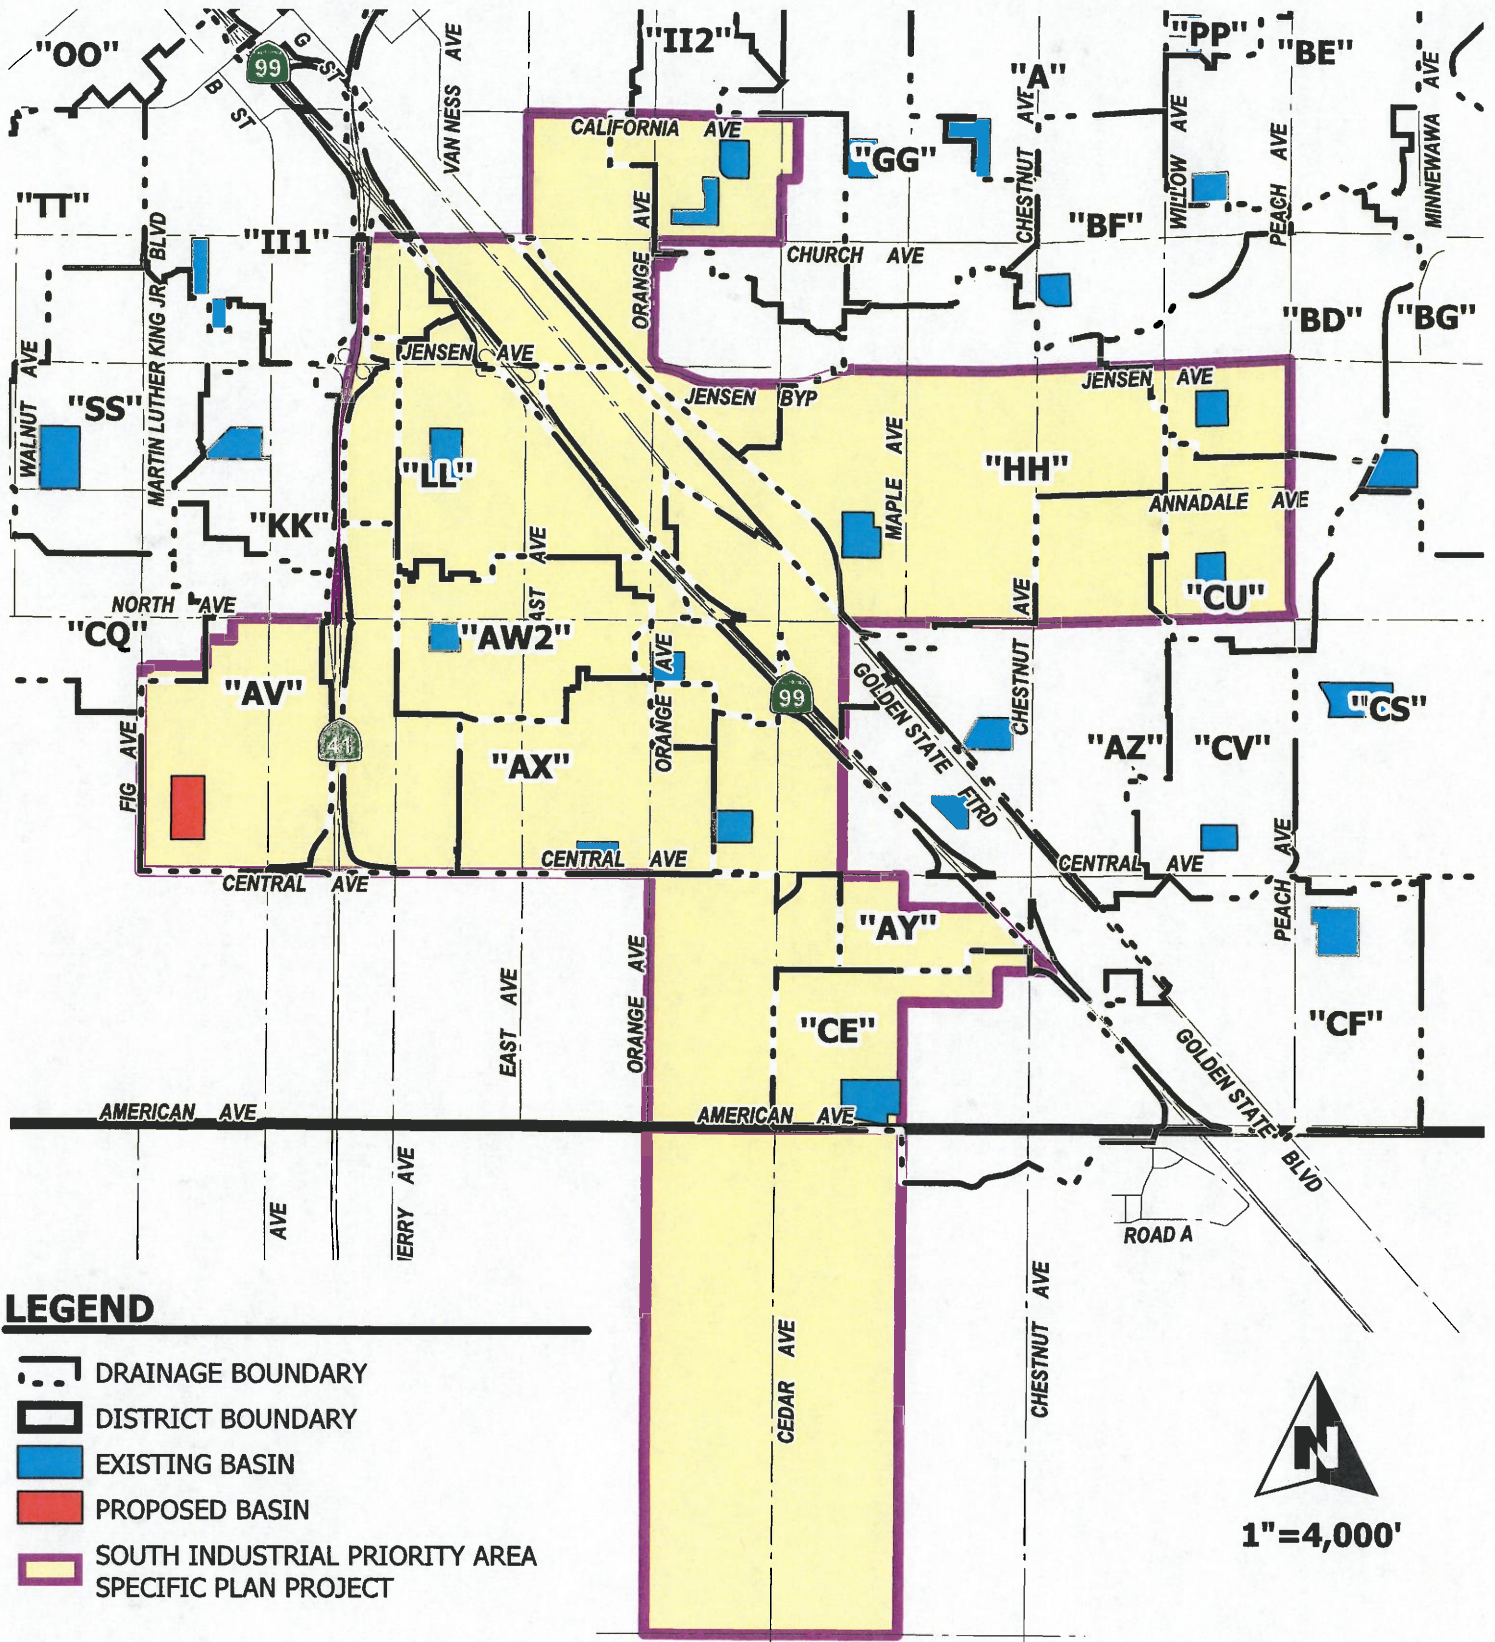 "OO"
99
G ST
B ST
VAN NESS AVE
"II2"
"A"
"PP"
"BE"
MINNEWAWA AVE
CALIFORNIA AVE
"GG"
CHESTNUT AVE
WILLOW AVE
PEACH AVE
"TT"
"II1"
BLVD
ORANGE AVE
CHURCH AVE
"BF"
MARTIN LUTHER KING JR
ORANGE
"BD"
"BG"
WALNUT AVE
JENSEN AVE
"SS"
JENSEN BYP
JENSEN AVE
MAPLE AVE
"LL"
"HH"
ANNADALE AVE
"KK"
AVE
AST
"CU"
NORTH AVE
"CQ"
"AW2"
AVE
CHESTNUT AVE
"AV"
99
GOLDEN STATE FTRD
"CS"
FIG AVE
41
"AX"
ORANGE AVE
"AZ"
"CV"
CENTRAL AVE
CENTRAL AVE
CENTRAL AVE
PEACH AVE
"AY"
EAST AVE
ORANGE AVE
"CE"
"CF"
GOLDEN STATE BLVD
AMERICAN AVE
AMERICAN AVE
AVE
ERRY AVE
ROAD A
CEDAR AVE
CHESTNUT AVE
LEGEND
DRAINAGE BOUNDARY
DISTRICT BOUNDARY
EXISTING BASIN
PROPOSED BASIN
SOUTH INDUSTRIAL PRIORITY AREA
SPECIFIC PLAN PROJECT
N
1"=4,000'